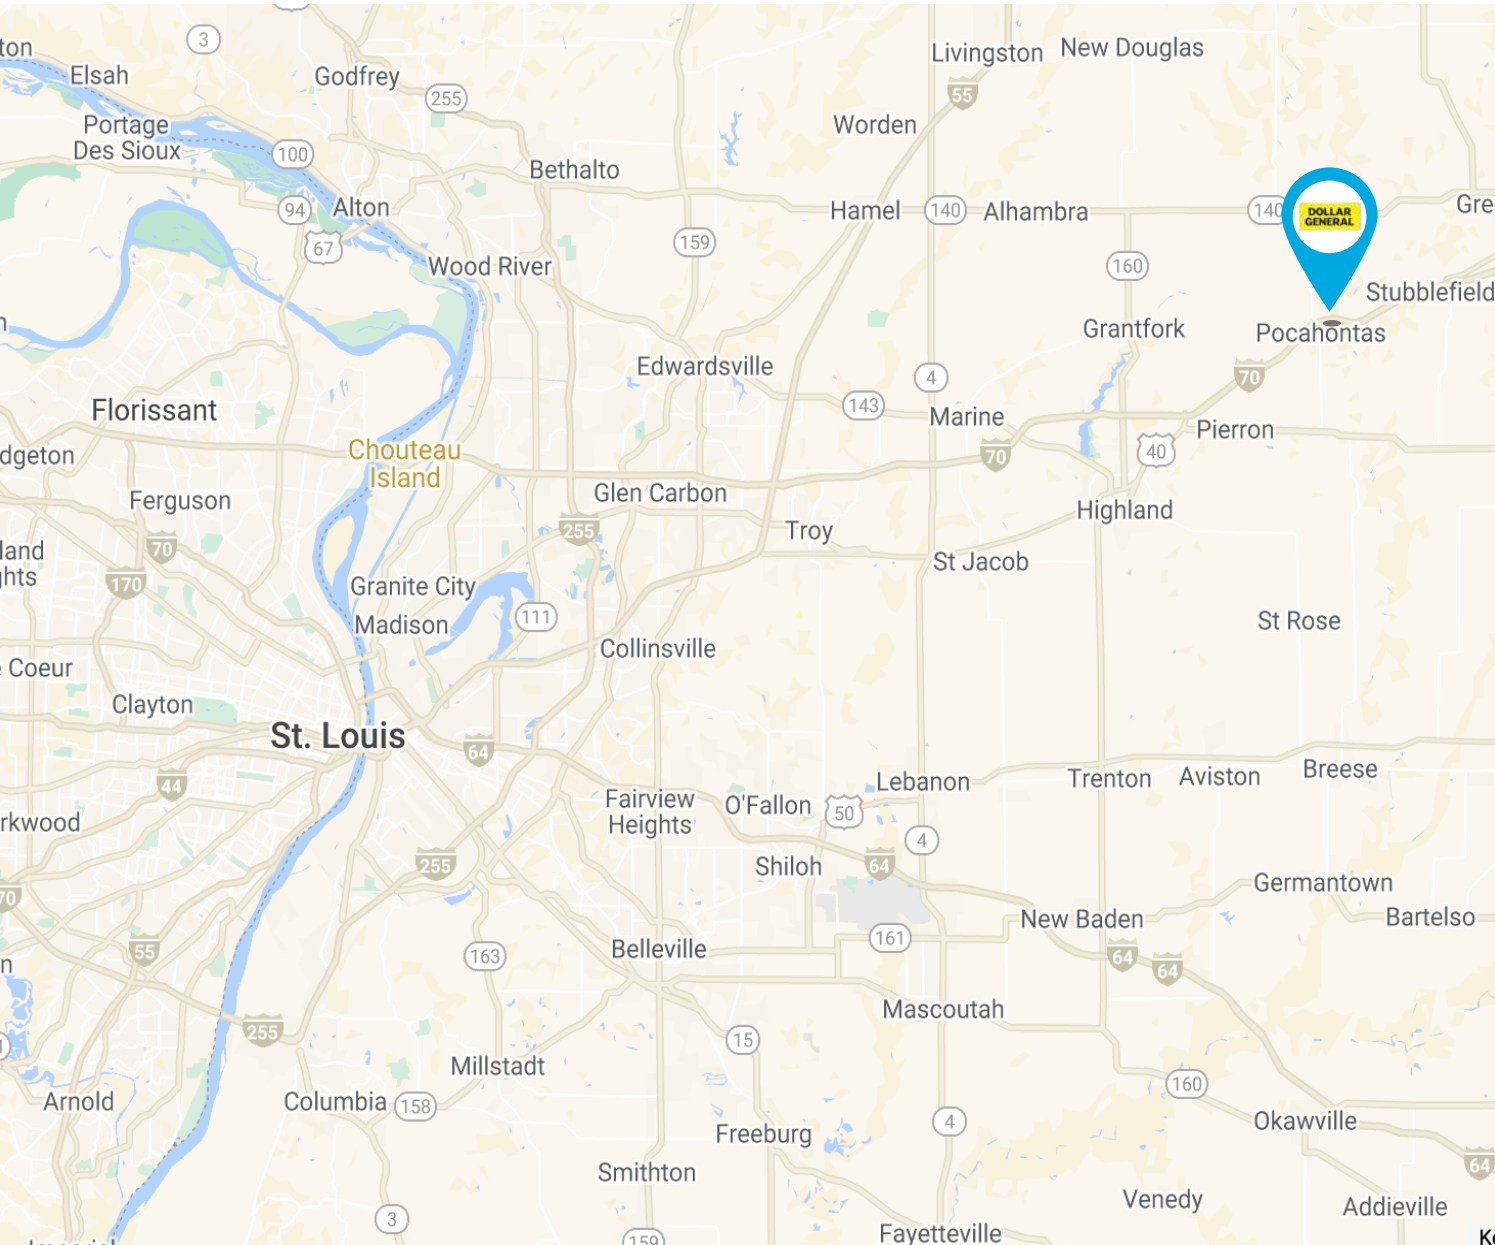 3
ton
Elsah
Godfrey
255
Livingston
New Douglas
55
Worden
Portage
Des Sioux
100
Bethalto
94
Alton
67
Hamel
140
Alhambra
140
DOLLAR
GENERAL
Gre
159
Wood River
160
Stubblefield
Grantfork
Pocahontas
Edwardsville
4
70
143
Marine
Florissant
Chouteau
Island
Pierron
dgeton
70
40
Ferguson
Glen Carbon
Highland
255
Troy
70
land
ghts
170
St Jacob
Granite City
Madison
111
St Rose
Collinsville
Coeur
Clayton
St. Louis
64
44
Lebanon
Trenton
Aviston
Breese
Fairview
Heights
O'Fallon
50
rkwood
4
255
Shiloh
64
Germantown
70
New Baden
Bartelso
161
55
Belleville
163
64
64
n
Mascoutah
255
15
Millstadt
160
Arnold
Columbia
158
4
Okawville
Freeburg
64
Smithton
Venedy
Addieville
3
Fayetteville
159
Imperial
Ke